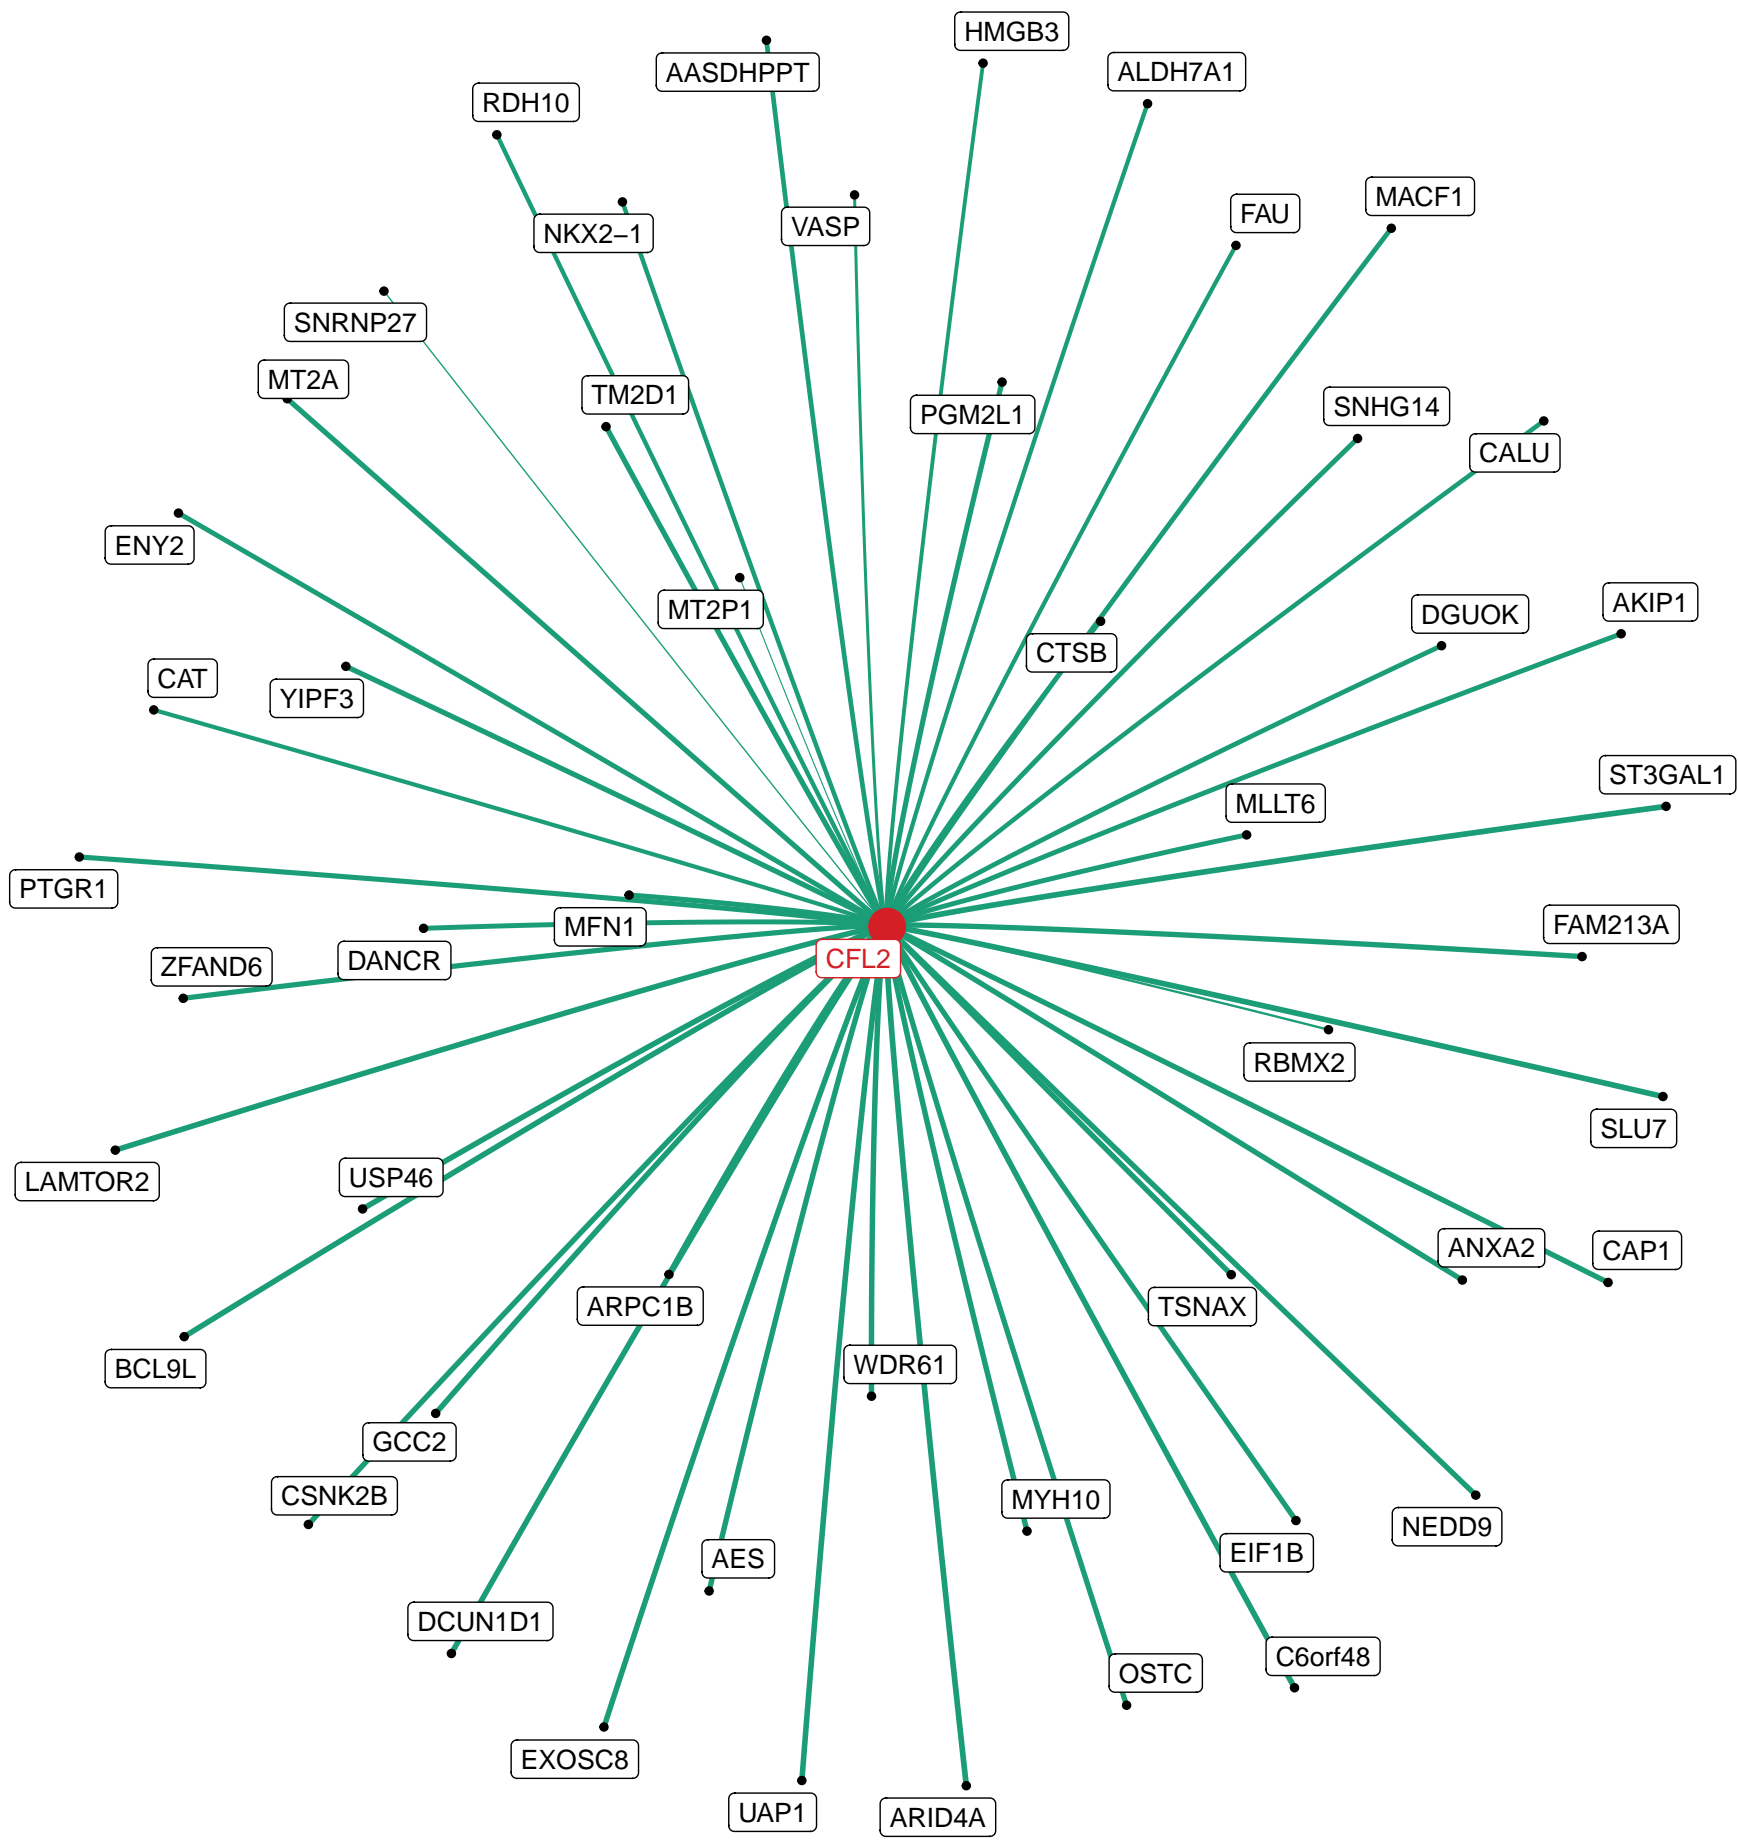 HMGB3
AASDHPPT
ALDH7A1
RDH10
MACF1
FAU
VASP
NKX2−1
SNRNP27
MT2A
TM2D1
SNHG14
PGM2L1
CALU
ENY2
AKIP1
MT2P1
DGUOK
CTSB
CAT
YIPF3
ST3GAL1
MLLT6
PTGR1
FAM213A
MFN1
CFL2
DANCR
ZFAND6
RBMX2
SLU7
USP46
LAMTOR2
ANXA2
CAP1
ARPC1B
TSNAX
WDR61
BCL9L
GCC2
CSNK2B
MYH10
NEDD9
EIF1B
AES
DCUN1D1
C6orf48
OSTC
EXOSC8
UAP1
ARID4A